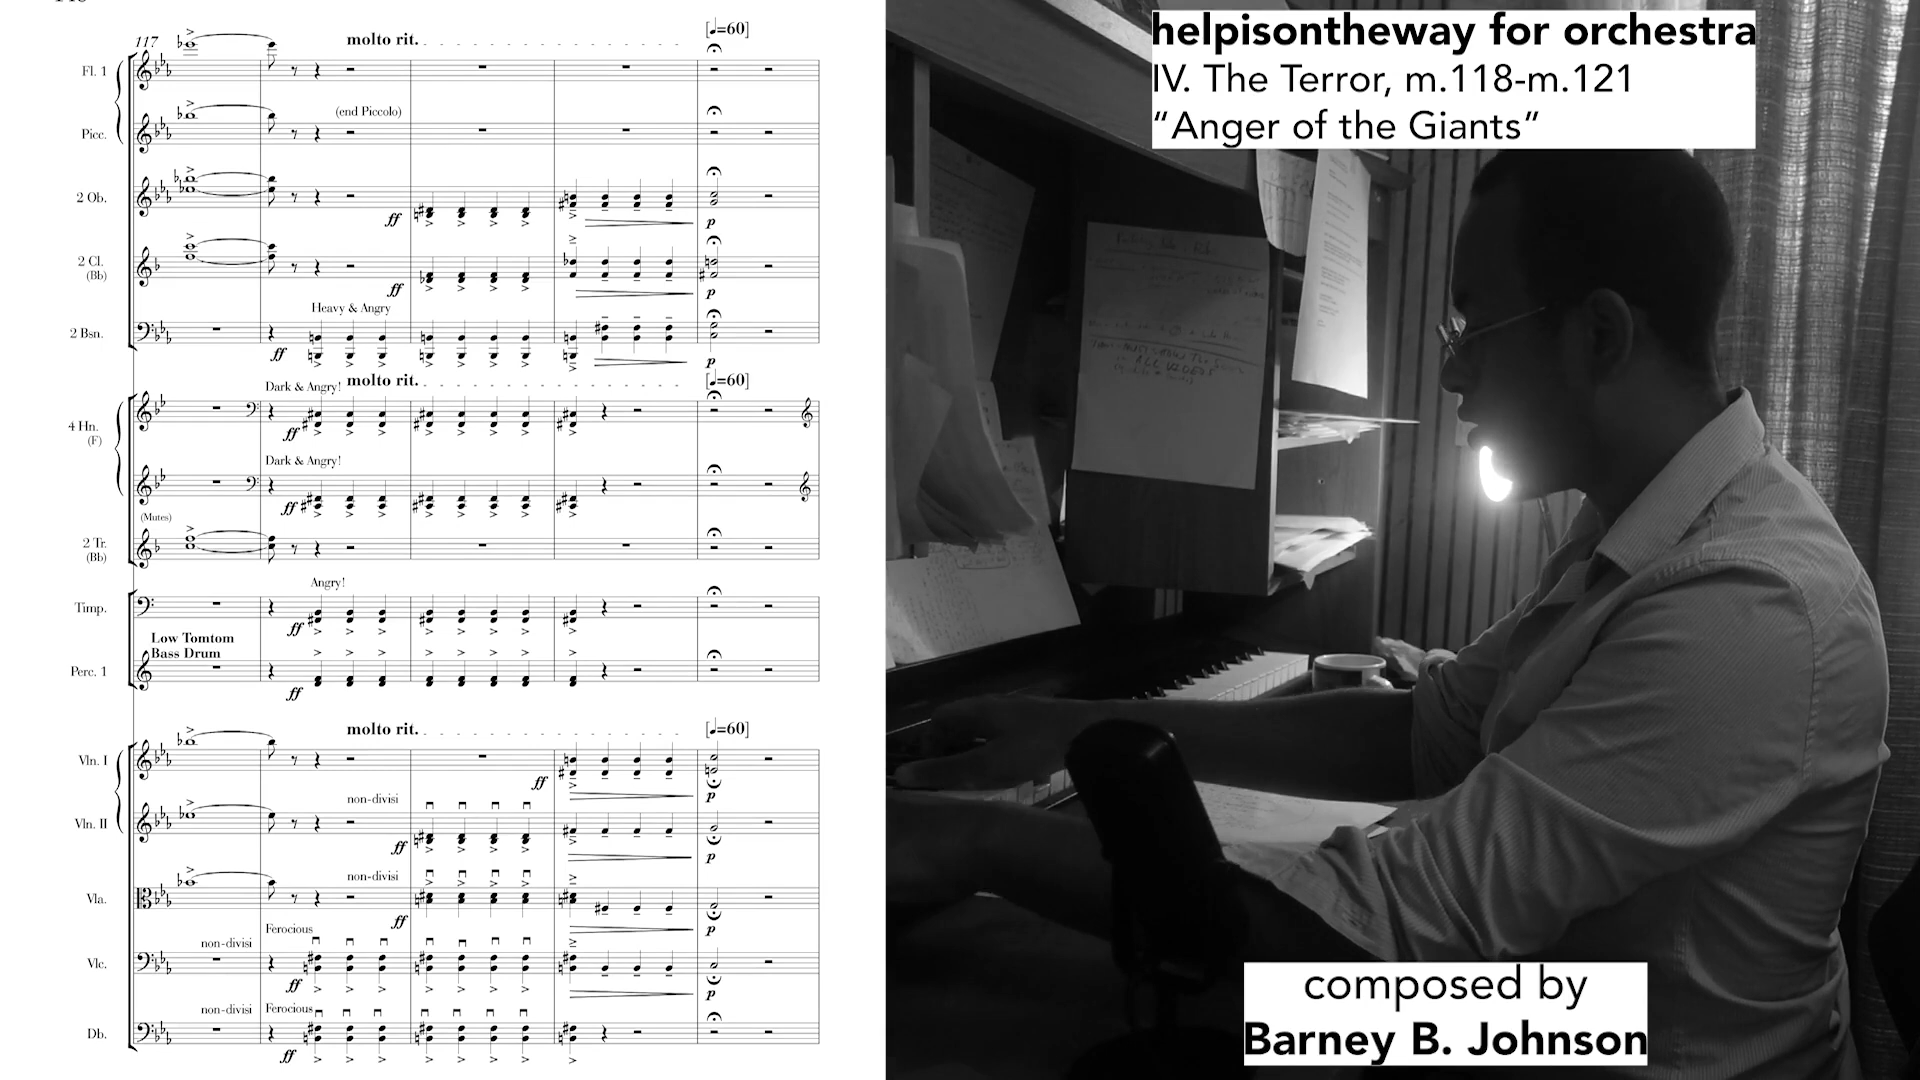 117
molto rit.
[♩=60]
Fl. 1
(end Piccolo)
Picc.
2 Ob.
ff
p
2 Cl.
(Bb)
ff
p
Heavy & Angry
2 Bsn.
ff
p
Dark & Angry!
molto rit.
[♩=60]
4 Hn.
(F)
ff
Dark & Angry!
ff
(Mutes)
2 Tr.
(Bb)
Angry!
Timp.
ff
Low Tomtom
Bass Drum
Perc. 1
ff
molto rit.
[♩=60]
Vln. I
ff
p
non-divisi
Vln. II
ff
p
non-divisi
Vla.
ff
p
Ferocious
non-divisi
Vlc.
ff
p
non-divisi
Ferocious
Db.
ff
helpisontheway for orchestra
IV. The Terror, m.118-m.121
“Anger of the Giants”
composed by
Barney B. Johnson